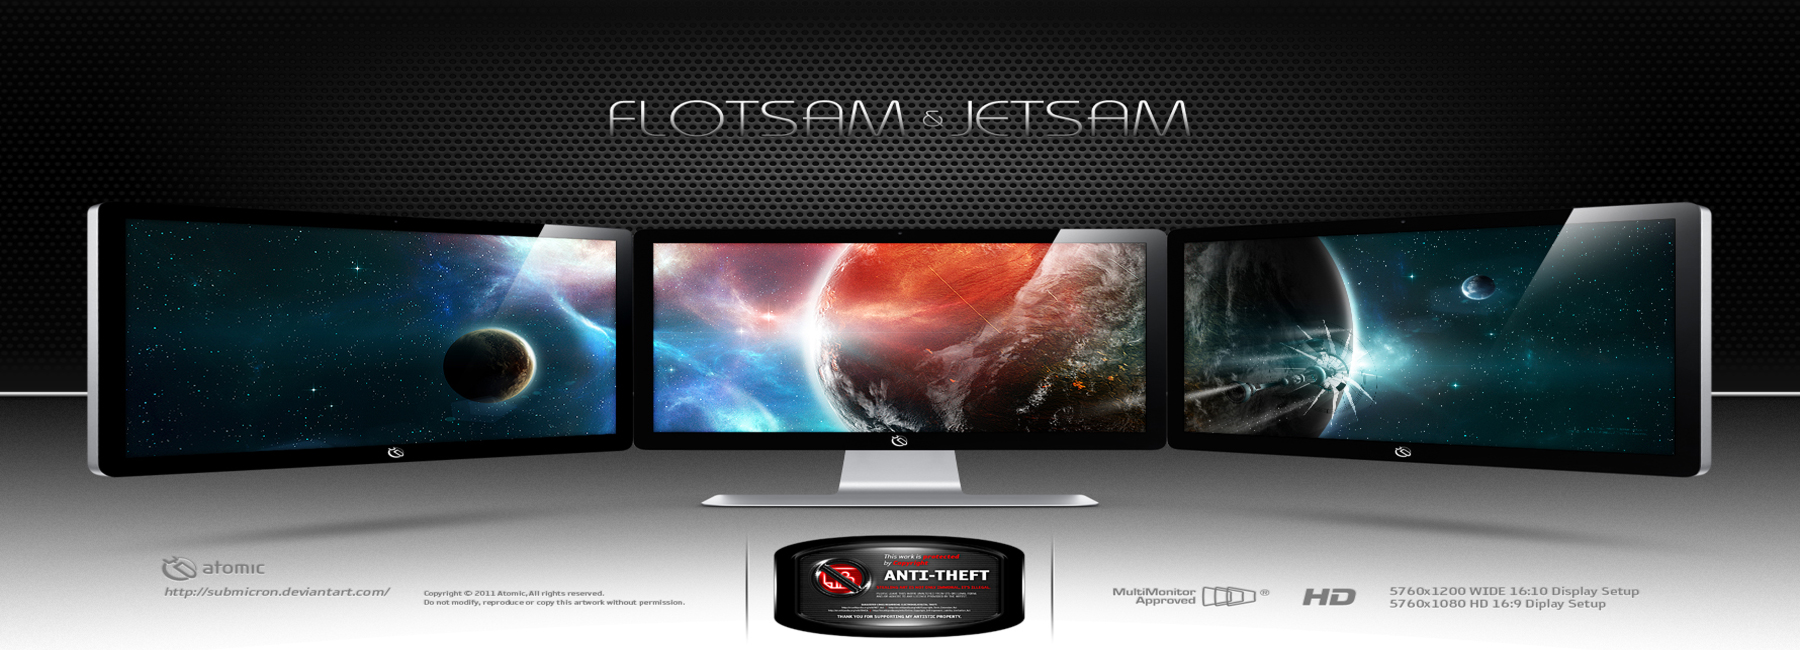 FLOTSAM & JETSAM
atomic
http://submicron.deviantart.com/
Copyright © 2011 Atomic, All rights reserved.
Do not modify, reproduce or copy this artwork without permission.
This work is protected
by
ANTI-THEFT
THANK YOU FOR SUPPORTING MY ARTISTIC PROPERTY.
MultiMonitor
Approved
®
HD
5760x1200 WIDE 16:10 Display Setup
5760x1080 HD 16:9 Diplay Setup